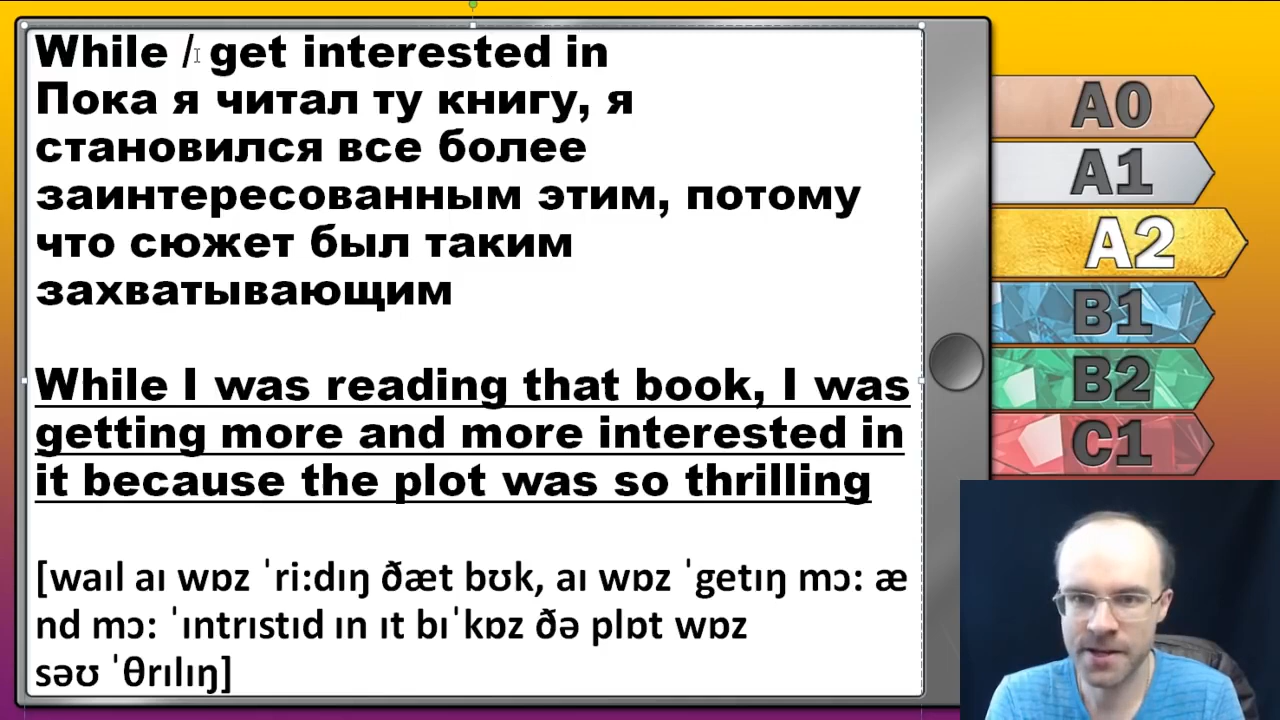 While / get interested in
Пока я читал ту книгу, я
становился все более
заинтересованным этим, потому
что сюжет был таким
захватывающим
While I was reading that book, I was
getting more and more interested in
it because the plot was so thrilling
[waɪl aɪ wɒz ˈriːdɪŋ ðæt bʊk, aɪ wɒz ˈgetɪŋ mɔː æ
nd mɔː ˈɪntrɪstɪd ɪn ɪt bɪˈkɒz ðə plɒt wɒz
səʊ ˈθrɪlɪŋ]
A0
A1
A2
B1
B2
C1